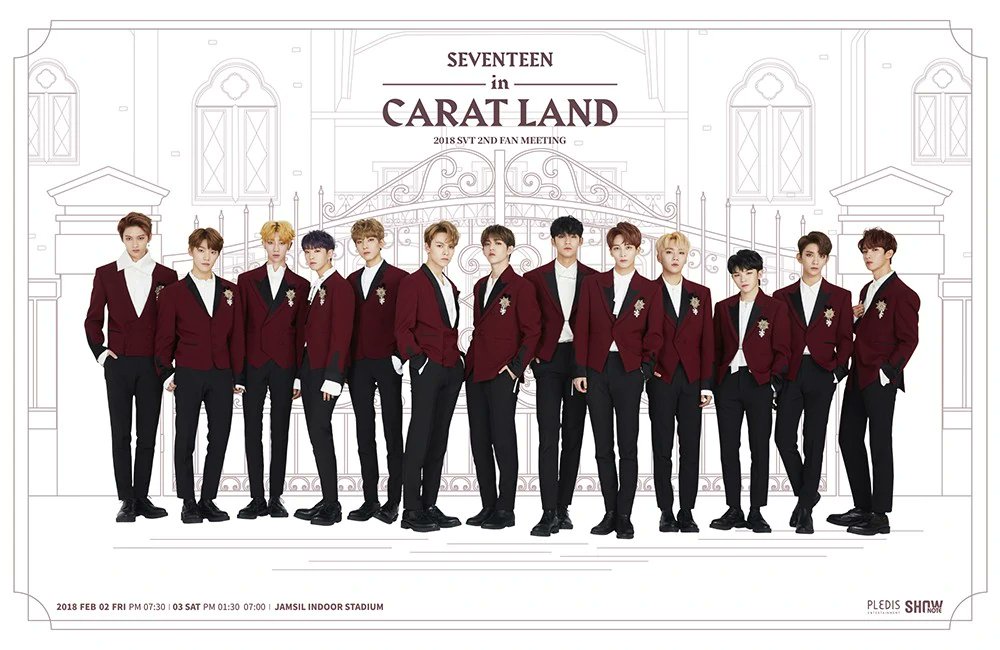 SEVENTEEN
in
CARAT LAND
2018 SVT 2ND FAN MEETING
2018 FEB 02 FRI PM 07:30 | 03 SAT PM 01:30 07:00 | JAMSIL INDOOR STADIUM
PLEDIS
ENTERTAINMENT
SHOW
NOTE